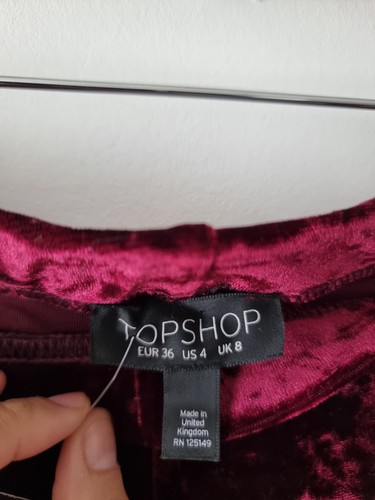 TOPSHOP
EUR 36 US 4 UK 8
Made in
United
Kingdom
RN 125149